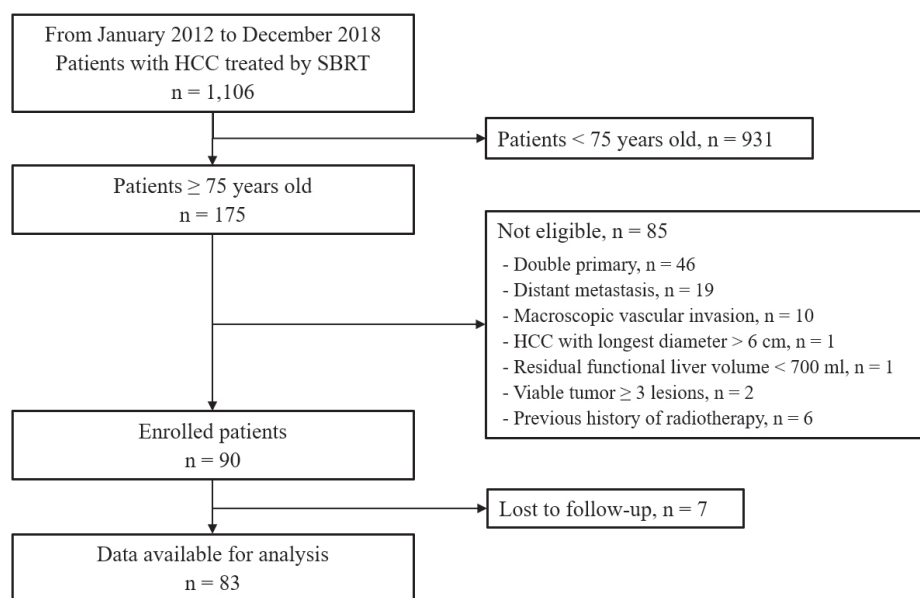 From January 2012 to December 2018
Patients with HCC treated by SBRT
n = 1,106
Patients < 75 years old, n = 931
Patients ≥ 75 years old
n = 175
Not eligible, n = 85
- Double primary, n = 46
- Distant metastasis, n = 19
- Macroscopic vascular invasion, n = 10
- HCC with longest diameter > 6 cm, n = 1
- Residual functional liver volume < 700 ml, n = 1
- Viable tumor ≥ 3 lesions, n = 2
- Previous history of radiotherapy, n = 6
Enrolled patients
n = 90
Lost to follow-up, n = 7
Data available for analysis
n = 83